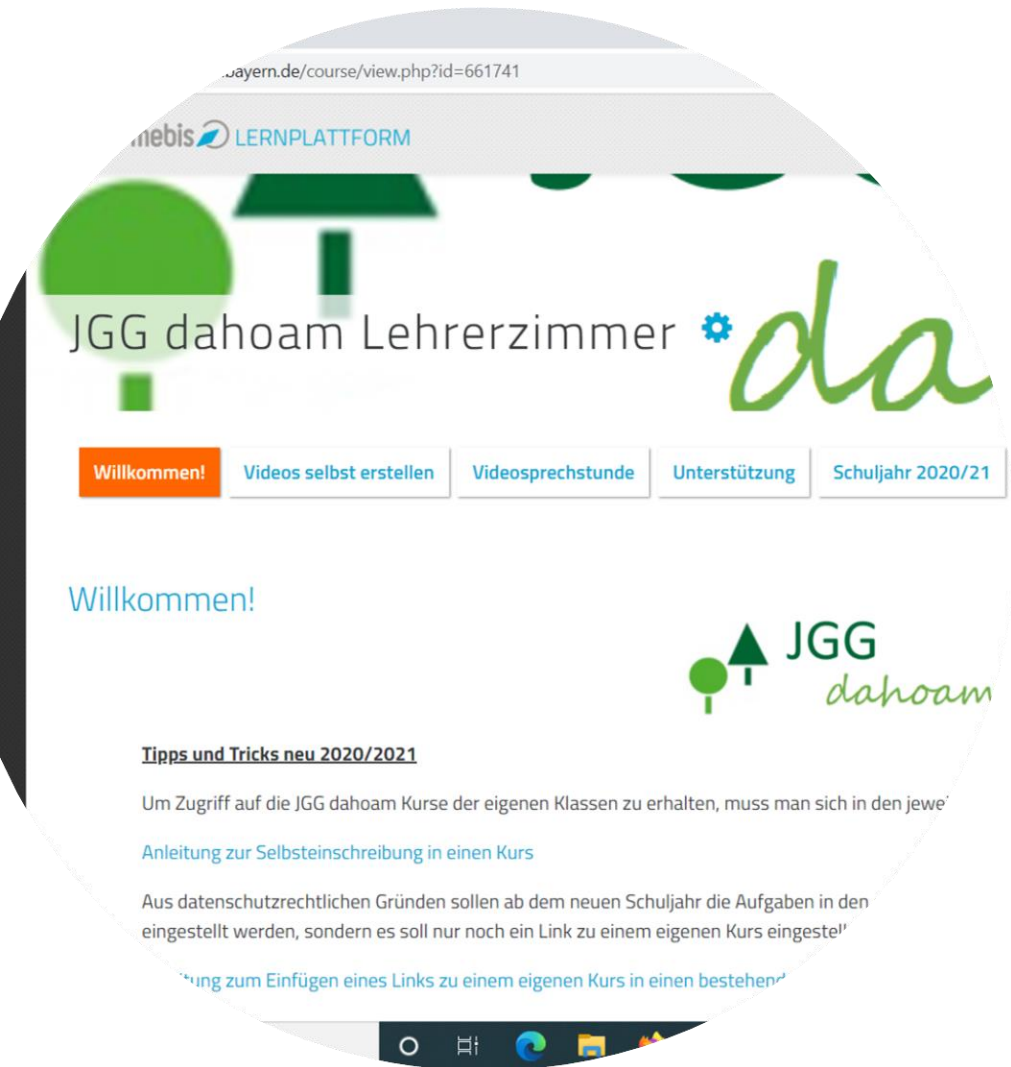 bayern.de/course/view.php?id=661741
mebis LERNPLATTFORM
JGG dahoam Lehrerzimmer
da
Willkommen! Videos selbst erstellen Videosprechstunde Unterstützung Schuljahr 2020/21
Willkommen!
JGG
dahoam
Tipps und Tricks neu 2020/2021
Um Zugriff auf die JGG dahoam Kurse der eigenen Klassen zu erhalten, muss man sich in den
Anleitung zur Selbsteinschreibung in einen Kurs
Aus datenschutzrechtlichen Gründen sollen ab dem neuen Schuljahr die Aufgaben in den
eingestellt werden, sondern es soll nur noch ein Link zu einem eigenen Kurs
zum Einfügen eines Links zu einem eigenen Kurs in einen